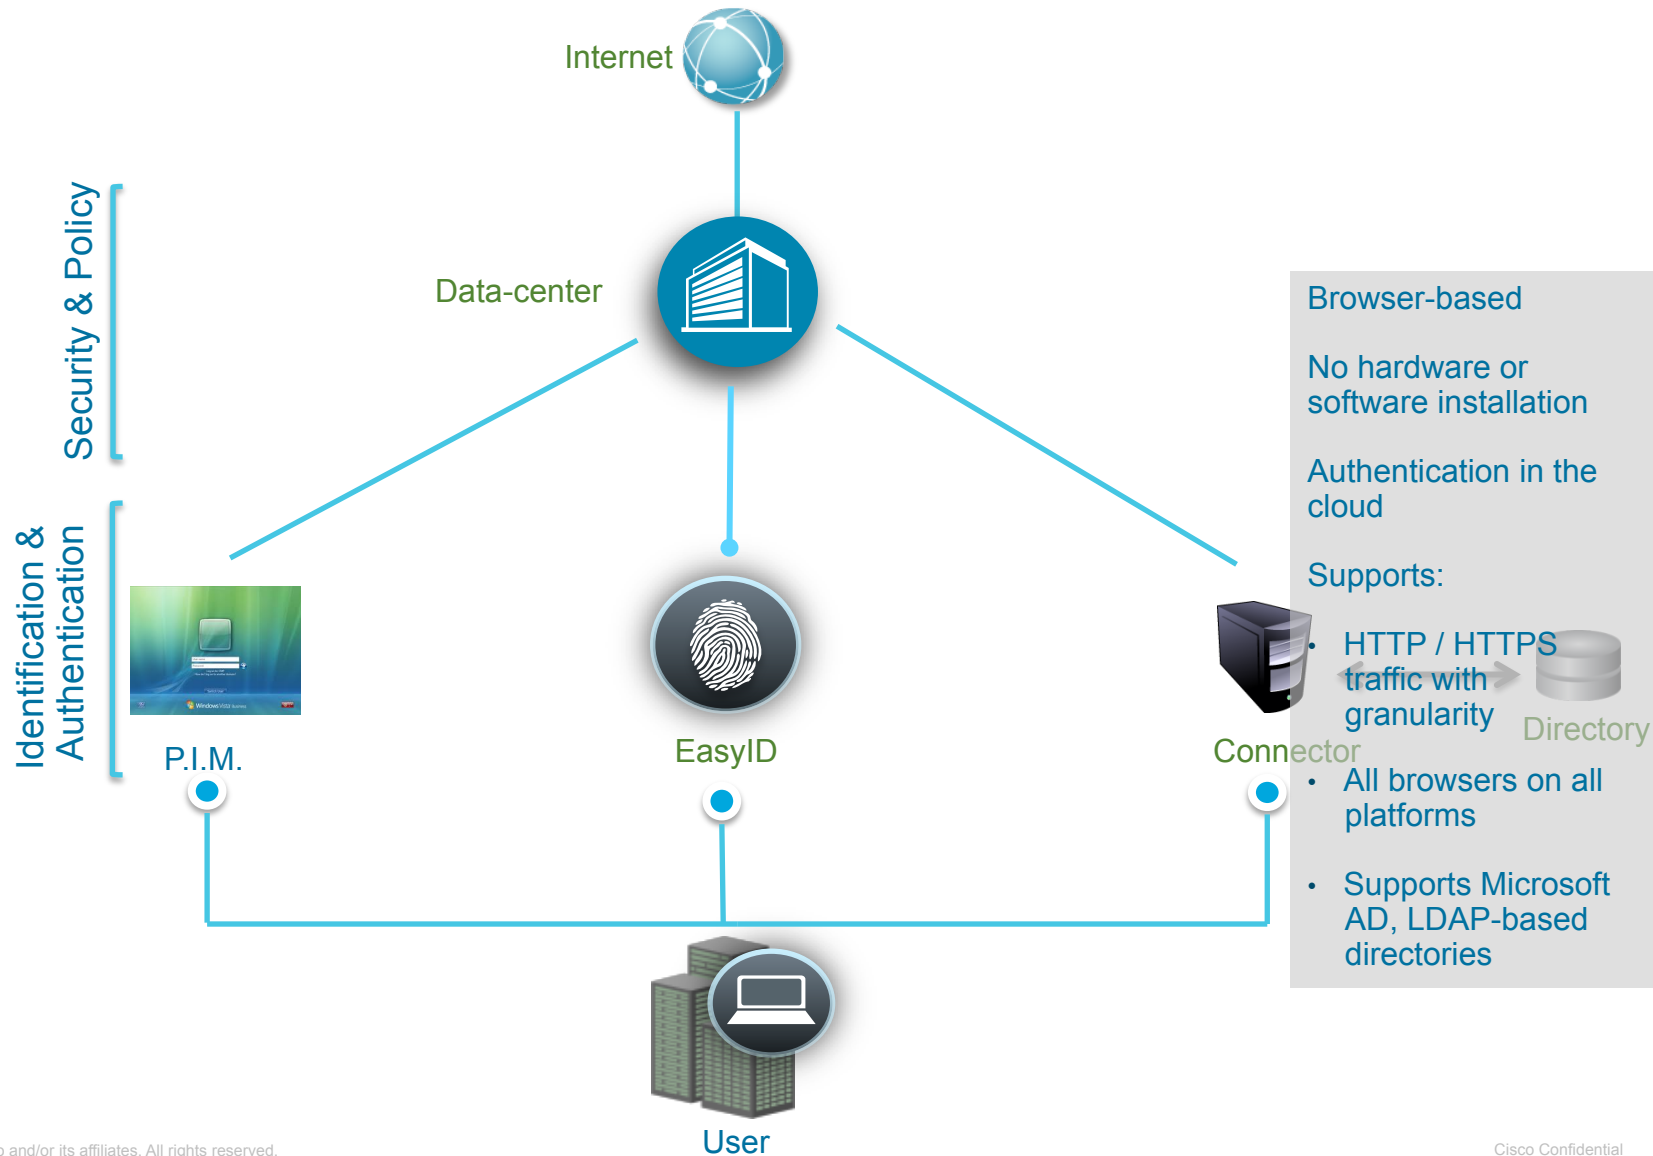 Internet
Security & Policy
Data-center
Browser-based
No hardware or
software installation
Authentication in the
cloud
Supports:
• HTTP / HTTPS
traffic with
granularity
• All browsers on all
platforms
• Supports Microsoft
AD, LDAP-based
directories
Identification &
Authentication
Windows Vista
P.I.M.
EasyID
Connector
Directory
User
and/or its affiliates. All rights reserved.
Cisco Confidential